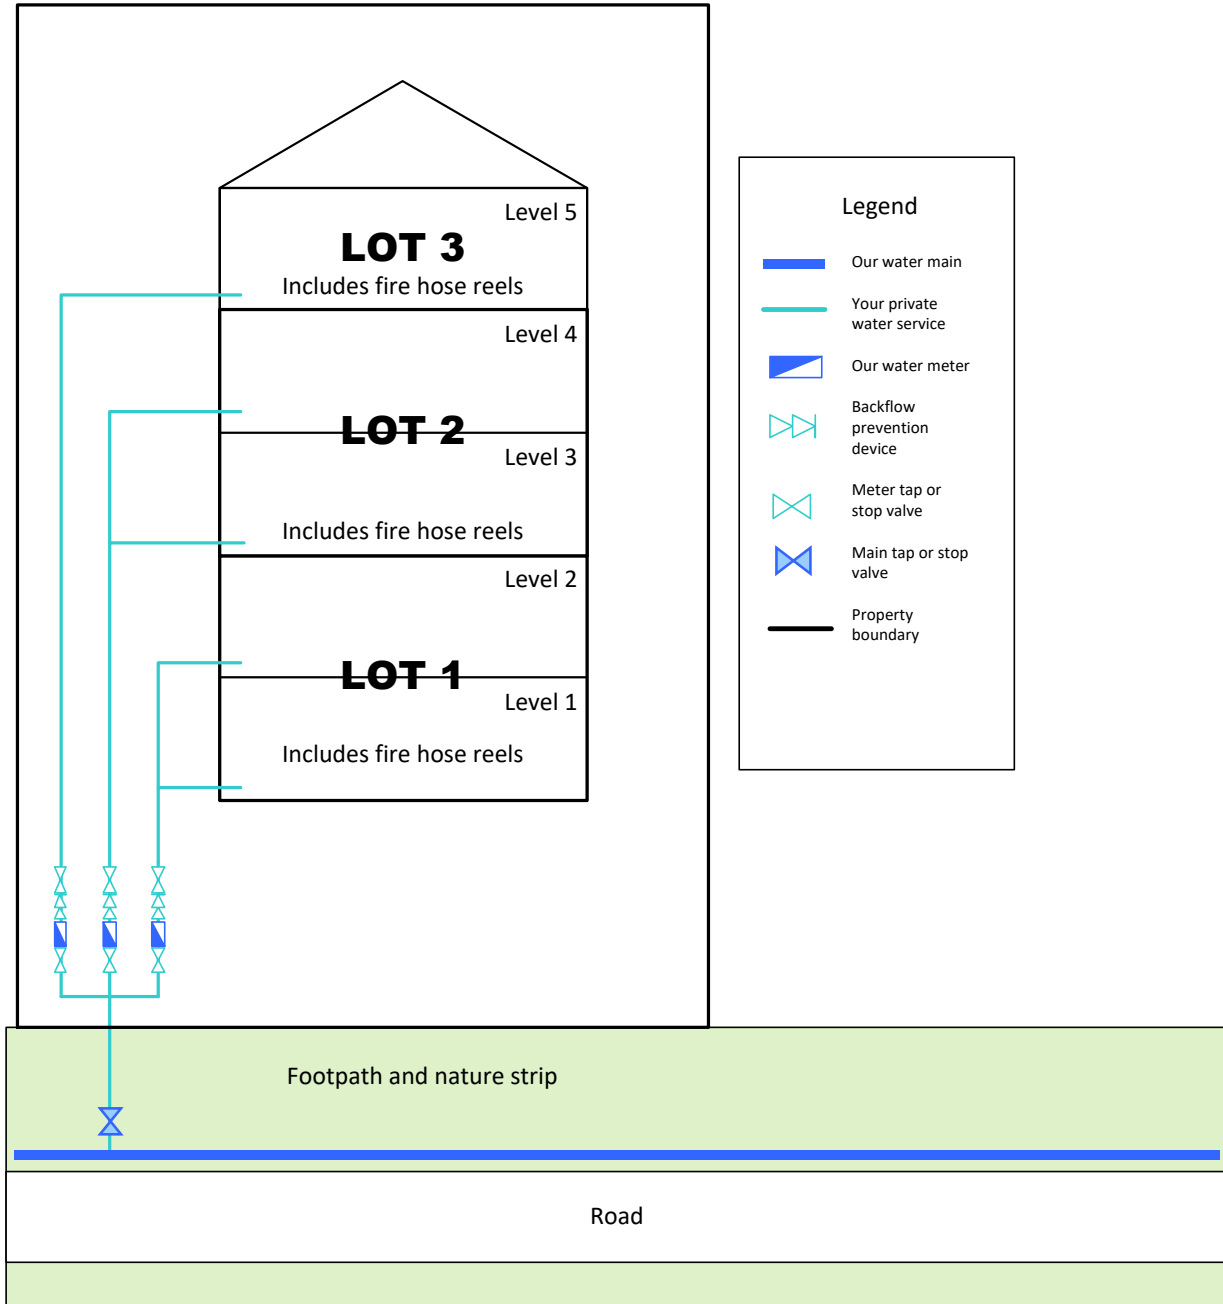 Level 5
LOT 3
Includes fire hose reels
Level 4
LOT 2
Level 3
Includes fire hose reels
Level 2
LOT 1
Level 1
Includes fire hose reels
Footpath and nature strip
Road
Legend
Our water main
Your private
water service
Our water meter
Backflow
prevention
device
Meter tap or
stop valve
Main tap or stop
valve
Property
boundary